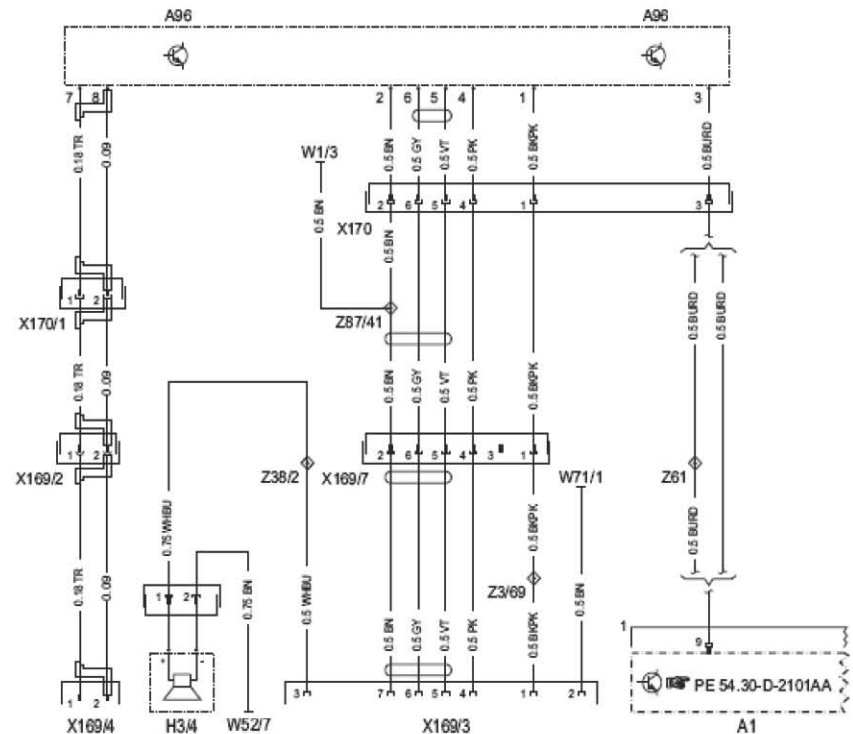 A96 A96
7 8 2 6 5 4 1 3
0.18 TR 0.09 0.5 BN 0.5 GY 0.5 VT 0.5 PK 0.5 BKPK 0.5 BURD
W1/3
0.5 BN
2 6 5 4 1 3
X170
0.5 BN
1 2
X170/1
Z87/41
0.5 BURD 0.5 BURD
0.18 TR 0.09 0.5 BN 0.5 GY 0.5 VT 0.5 PK 0.5 BKPK
1 2 2 6 5 4 3 1
X169/2 Z38/2 X169/7 W71/1 Z61
0.75 WHBU 0.5 BKPK 0.5 BURD
1 2
Z3/69
0.18 TR 0.09 0.75 BN 0.5 WHBU 0.5 BN 0.5 GY 0.5 VT 0.5 PK 0.5 BKPK 0.5 BN
1 9
+ -
PE 54.30-D-2101AA
1 2 3 7 6 5 4 1 2
X169/4 H3/4 W52/7 X169/3 A1